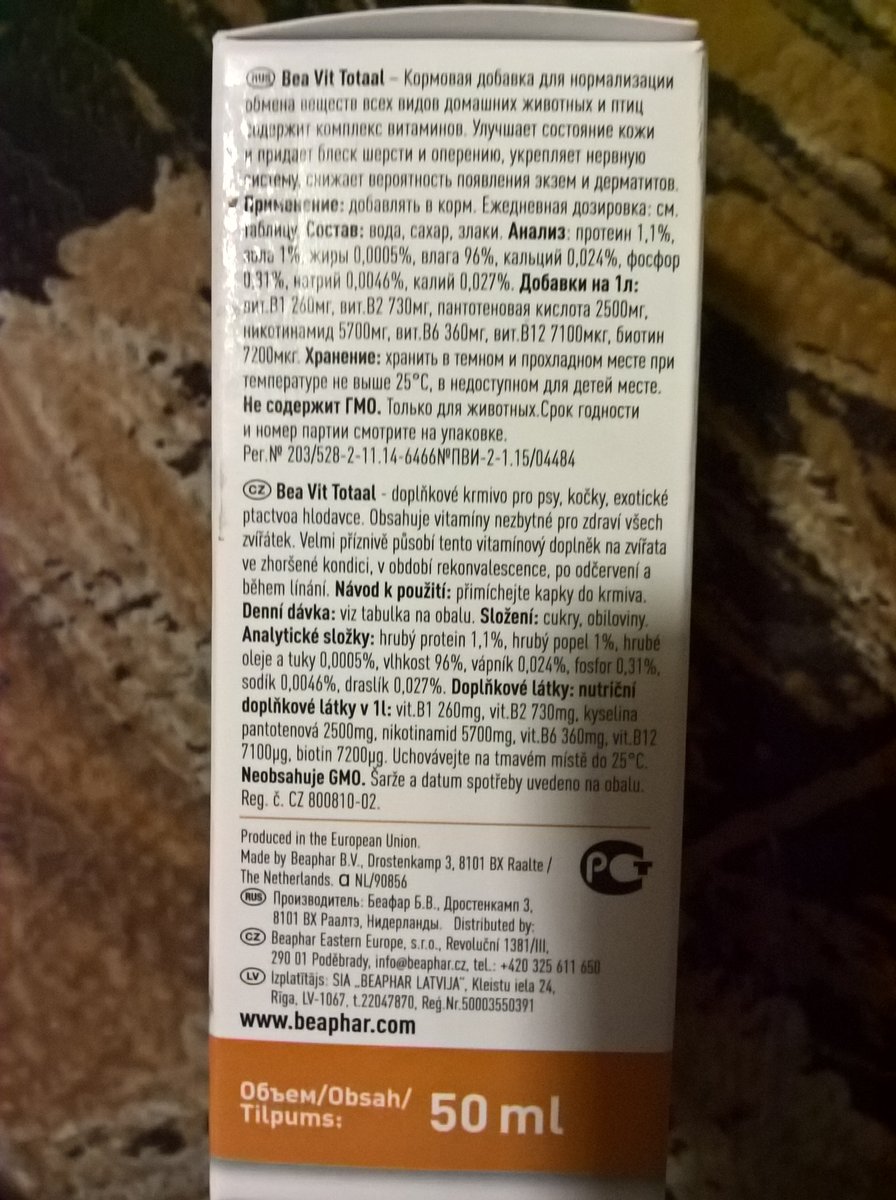 RUS Bea Vit Totaal – Кормовая добавка для нормализации
обмена веществ всех видов домашних животных и птиц
содержит комплекс витаминов. Улучшает состояние кожи
и придает блеск шерсти и оперению, укрепляет нервную
систему, снижает вероятность появления экзем и дерматитов.
Применение: добавлять в корм. Ежедневная дозировка: см.
таблицу. Состав: вода, сахар, злаки. Анализ: протеин 1,1%,
зола 1%, жиры 0,0005%, влага 96%, кальций 0,024%, фосфор
0,31%, натрий 0,0046%, калий 0,027%. Добавки на 1л:
вит.В1 260мг, вит.В2 730мг, пантотеновая кислота 2500мг,
никотинамид 5700мг, вит.В6 360мг, вит.В12 7100мкг, биотин
7200мкг. Хранение: хранить в темном и прохладном месте при
температуре не выше 25°C, в недоступном для детей месте.
Не содержит ГМО. Только для животных.Срок годности
и номер партии смотрите на упаковке.
Рег.№ 203/528-2-11.14-6466№ПВИ-2-1.15/04484
CZ Bea Vit Totaal - doplňkové krmivo pro psy, kočky, exotické
ptactvoa hlodavce. Obsahuje vitamíny nezbytné pro zdraví všech
zvířátek. Velmi příznivě působí tento vitamínový doplněk na zvířata
ve zhoršené kondici, v období rekonvalescence, po odčervení a
během línání. Návod k použití: přimíchejte kapky do krmiva.
Denní dávka: viz tabulka na obalu. Složení: cukry, obiloviny.
Analytické složky: hrubý protein 1,1%, hrubý popel 1%, hrubé
oleje a tuky 0,0005%, vlhkost 96%, vápník 0,024%, fosfor 0,31%,
sodík 0,0046%, draslík 0,027%. Doplňkové látky: nutriční
doplňkové látky v 1l: vit.B1 260mg, vit.B2 730mg, kyselina
pantotenová 2500mg, nikotinamid 5700mg, vit.B6 360mg, vit.B12
7100µg, biotin 7200µg. Uchovávejte na tmavém místě do 25°C.
Neobsahuje GMO. Šarže a datum spotřeby uvedeno na obalu.
Reg. č. CZ 800810-02.
Produced in the European Union.
Made by Beaphar B.V., Drostenkamp 3, 8101 BX Raalte /
The Netherlands. α NL/90856
РСТ
RUS Производитель: Беафар Б.В., Дростенкамп 3,
8101 BX Раалтэ, Нидерланды. Distributed by:
CZ Beaphar Eastern Europe, s.r.o., Revoluční 1381/III,
290 01 Poděbrady, info@beaphar.cz, tel.: +420 325 611 650
LV Izplatītājs: SIA „BEAPHAR LATVIJA", Kleistu iela 24,
Rīga, LV-1067, t.22047870, Reģ.Nr.50003550391
www.beaphar.com
Объем/Obsah/
Tilpums:
50 ml